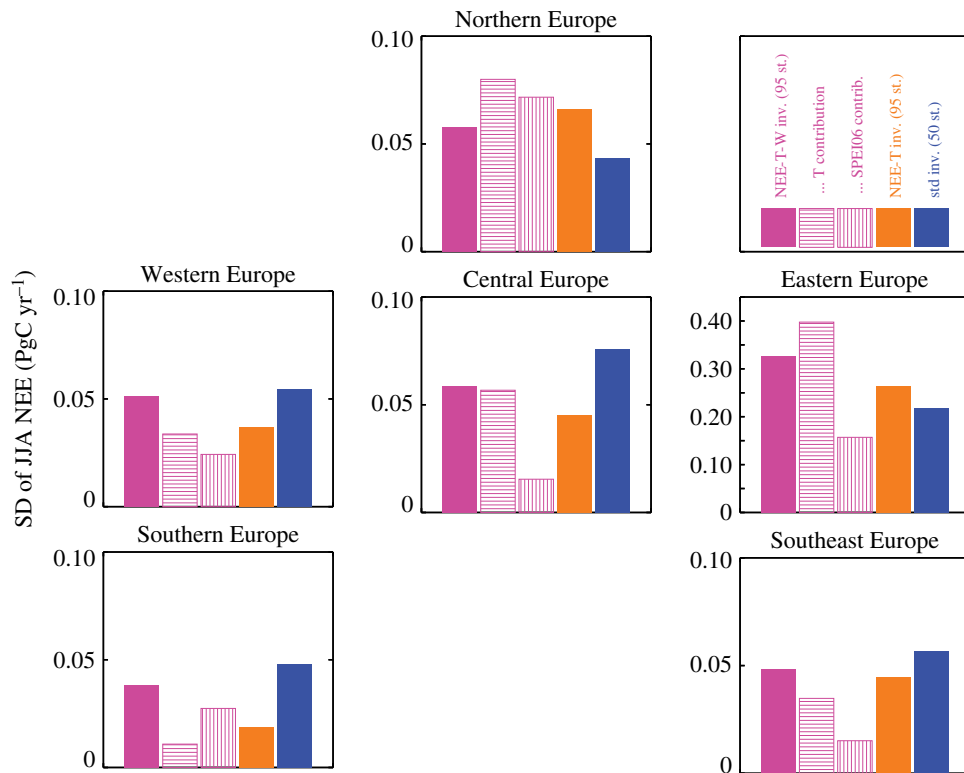 Northern Europe
0.10
0.05
0
NEE-T-W inv. (95 st.)
... T contribution
... SPEI06 contrib.
NEE-T inv. (95 st.)
std inv. (50 st.)
SD of JJA NEE (PgC yr⁻¹)
Western Europe
0.10
0.05
0
Central Europe
0.10
0.05
0
Eastern Europe
0.40
0.30
0.20
0.10
0
Southern Europe
0.10
0.05
0
Southeast Europe
0.10
0.05
0